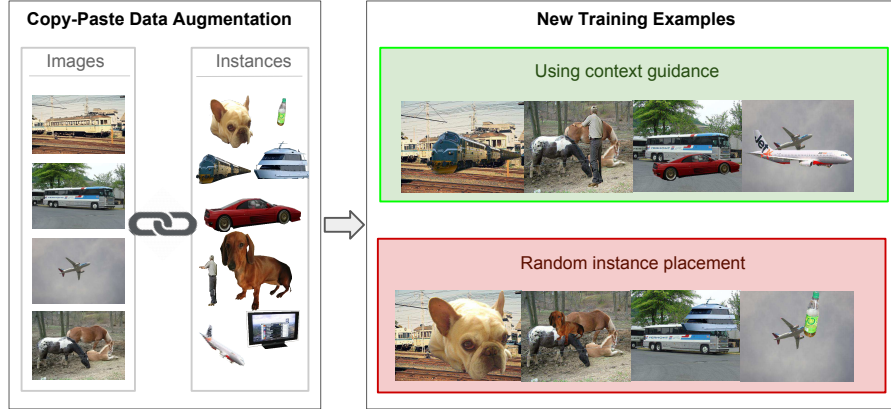 Copy-Paste Data Augmentation
Images
Instances
New Training Examples
Using context guidance
Random instance placement